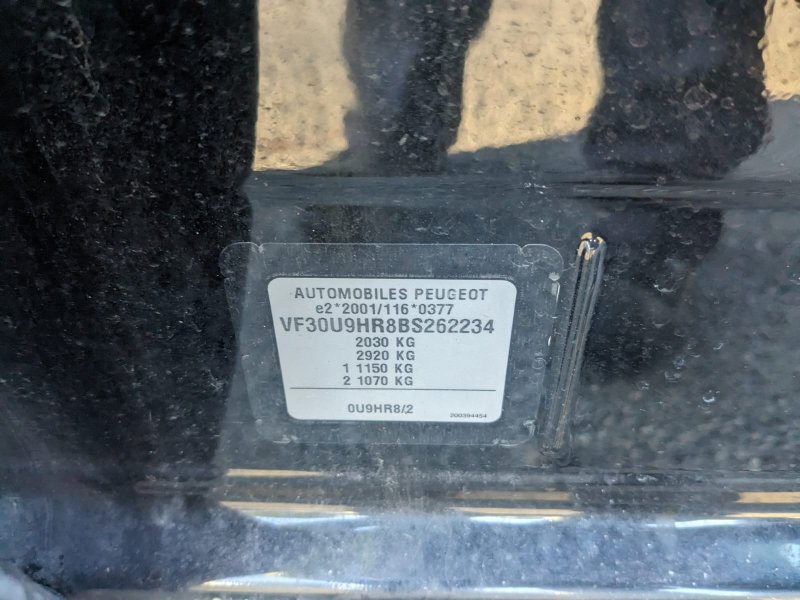 AUTOMOBILES PEUGEOT
e2*2001/116*0377
VF30U9HR8BS262234
2030 KG
2920 KG
1 1150 KG
2 1070 KG
0U9HR8/2
200394454